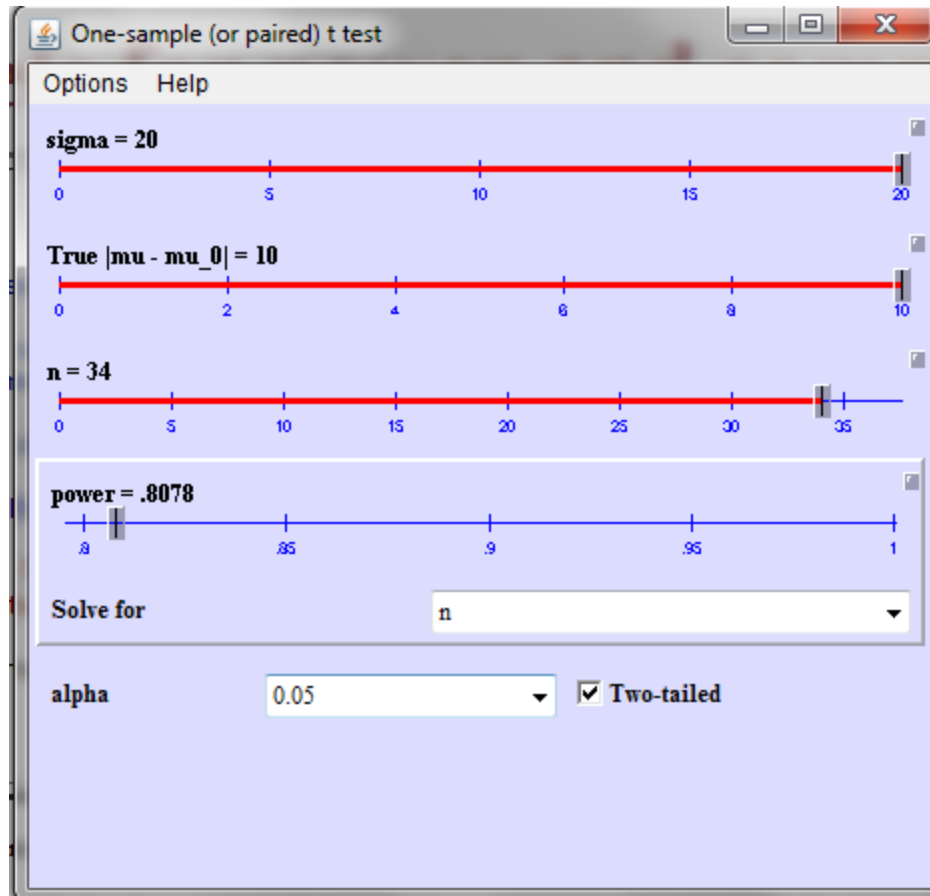 One-sample (or paired) t test
Options Help
sigma = 20
0 5 10 15 20
True |mu - mu_0| = 10
0 2 4 6 8 10
n = 34
0 5 10 15 20 25 30 35
power = .8078
.8 .85 .9 .95 1
Solve for n
alpha 0.05 Two-tailed